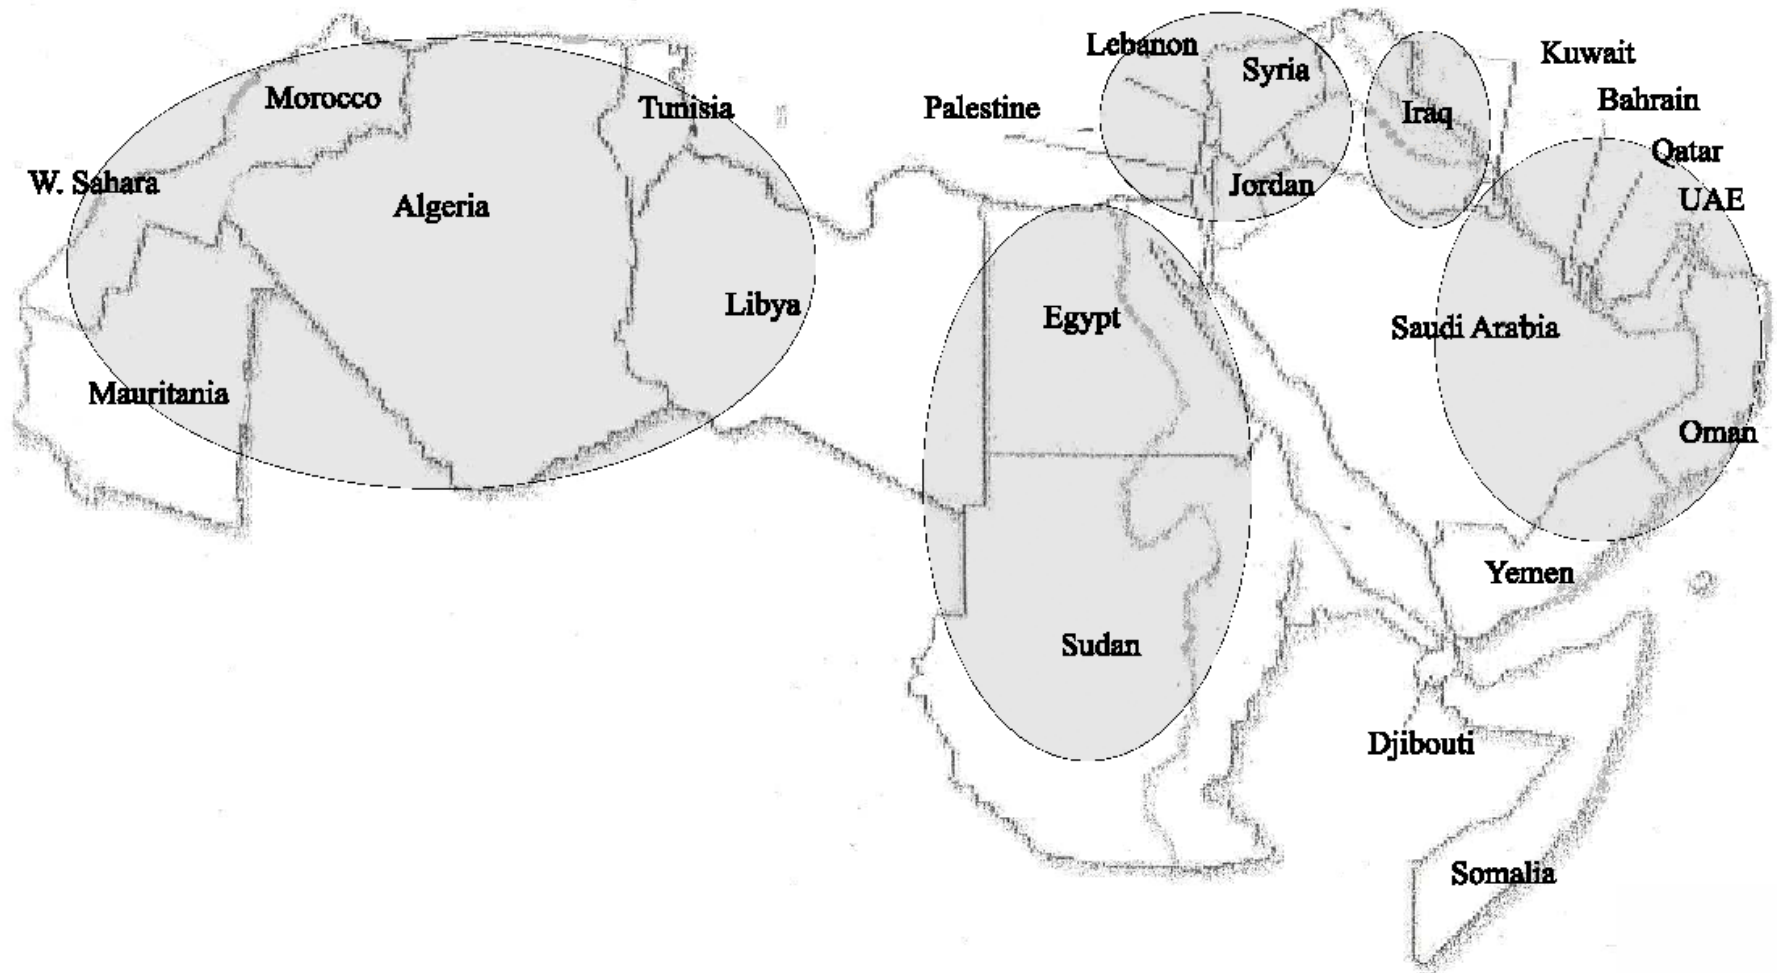 Lebanon
Kuwait
Syria
Morocco
Tunisia
Palestine
Iraq
Bahrain
Qatar
W. Sahara
Algeria
Jordan
UAE
Libya
Egypt
Saudi Arabia
Mauritania
Oman
Yemen
Sudan
Djibouti
Somalia